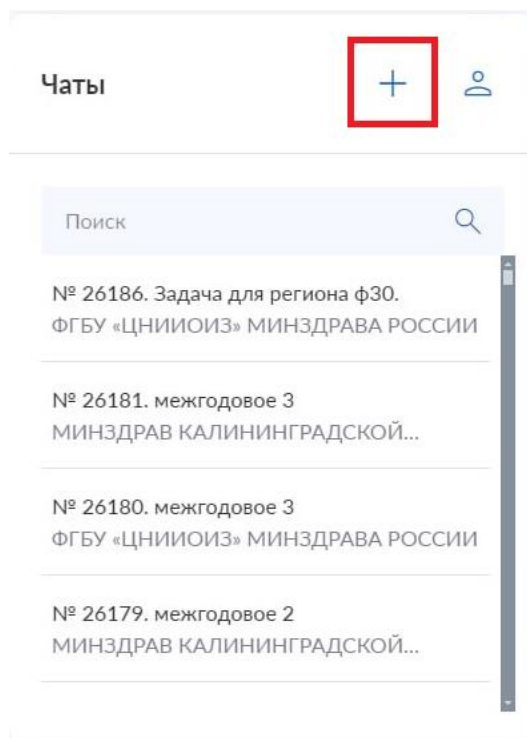 Чаты
Поиск
№ 26186. Задача для региона ф30.
ФГБУ «ЦНИИОИЗ» МИНЗДРАВА РОССИИ
№ 26181. межгодовое 3
МИНЗДРАВ КАЛИНИНГРАДСКОЙ...
№ 26180. межгодовое 3
ФГБУ «ЦНИИОИЗ» МИНЗДРАВА РОССИИ
№ 26179. межгодовое 2
МИНЗДРАВ КАЛИНИНГРАДСКОЙ...